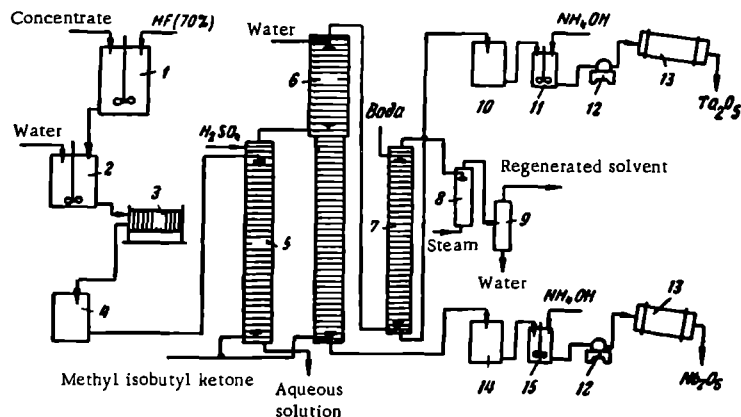 Concentrate
HF(70%)
1
Water
2
3
4
H₂SO₄
5
Methyl isobutyl ketone
Aqueous
solution
Water
6
Вода
7
8
Steam
9
Regenerated solvent
Water
NH₄OH
10
11
12
13
Ta₂O₅
NH₄OH
14
15
12
13
Nb₂O₅